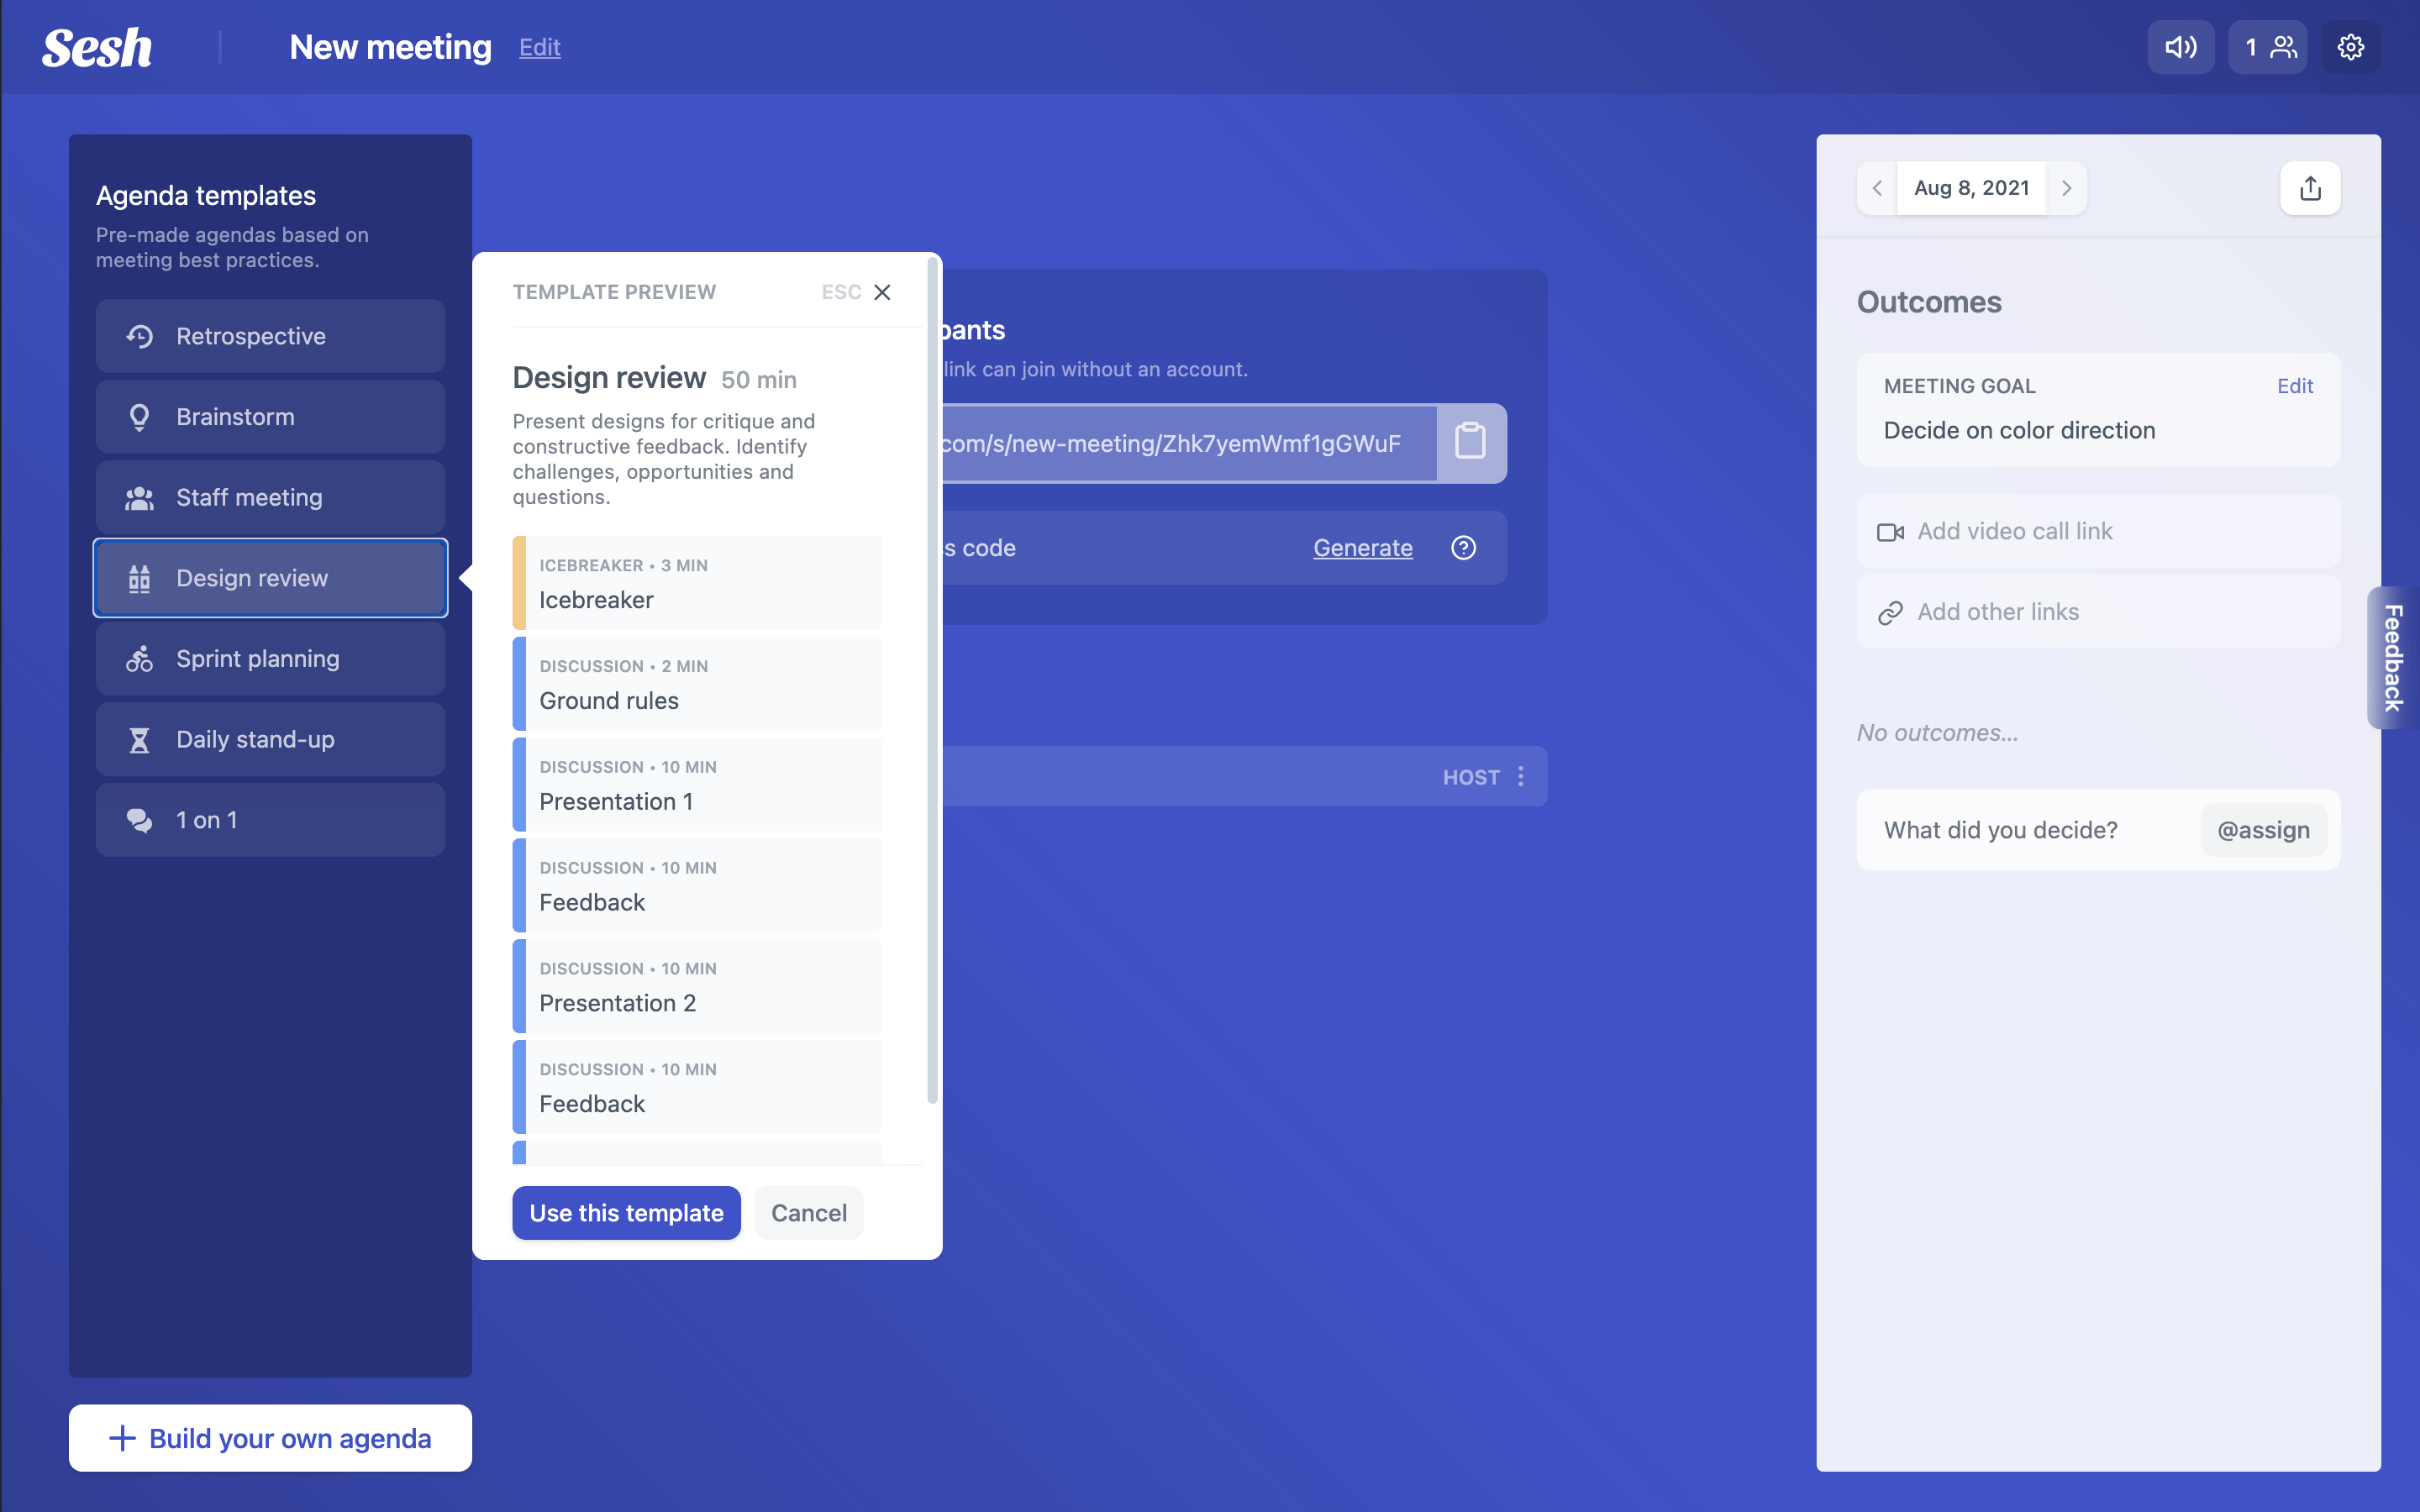 Sesh
New meeting Edit
1
Agenda templates
Pre-made agendas based on
meeting best practices.
Retrospective
Brainstorm
Staff meeting
Design review
Sprint planning
Daily stand-up
1 on 1
Build your own agenda
TEMPLATE PREVIEW ESC
Design review 50 min
Present designs for critique and
constructive feedback. Identify
challenges, opportunities and
questions.
ICEBREAKER • 3 MIN
Icebreaker
DISCUSSION • 2 MIN
Ground rules
DISCUSSION • 10 MIN
Presentation 1
DISCUSSION • 10 MIN
Feedback
DISCUSSION • 10 MIN
Presentation 2
DISCUSSION • 10 MIN
Feedback
Use this template Cancel
link can join without an account.
com/s/new-meeting/Zhk7yemWmf1gGWuF
s code Generate
HOST
Aug 8, 2021
Outcomes
MEETING GOAL Edit
Decide on color direction
Add video call link
Add other links
No outcomes...
What did you decide? @assign
Feedback